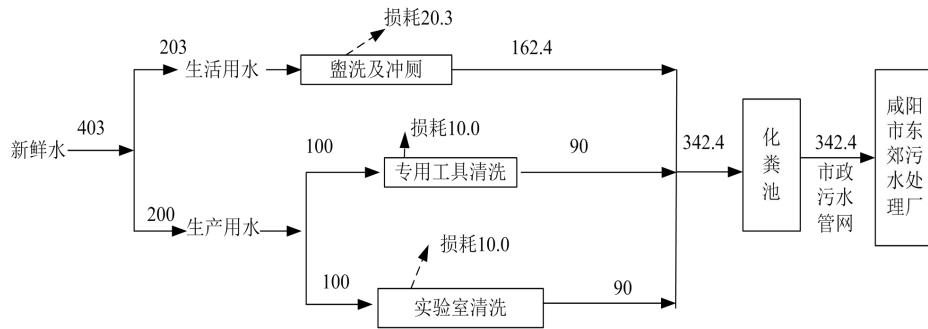 损耗20.3
203
生活用水
盥洗及冲厕
162.4
新鲜水
403
损耗10.0
100
专用工具清洗
90
200
生产用水
损耗10.0
100
实验室清洗
90
342.4
化
粪
池
342.4
市政
污水
管网
咸阳
市东
郊污
水处
理厂